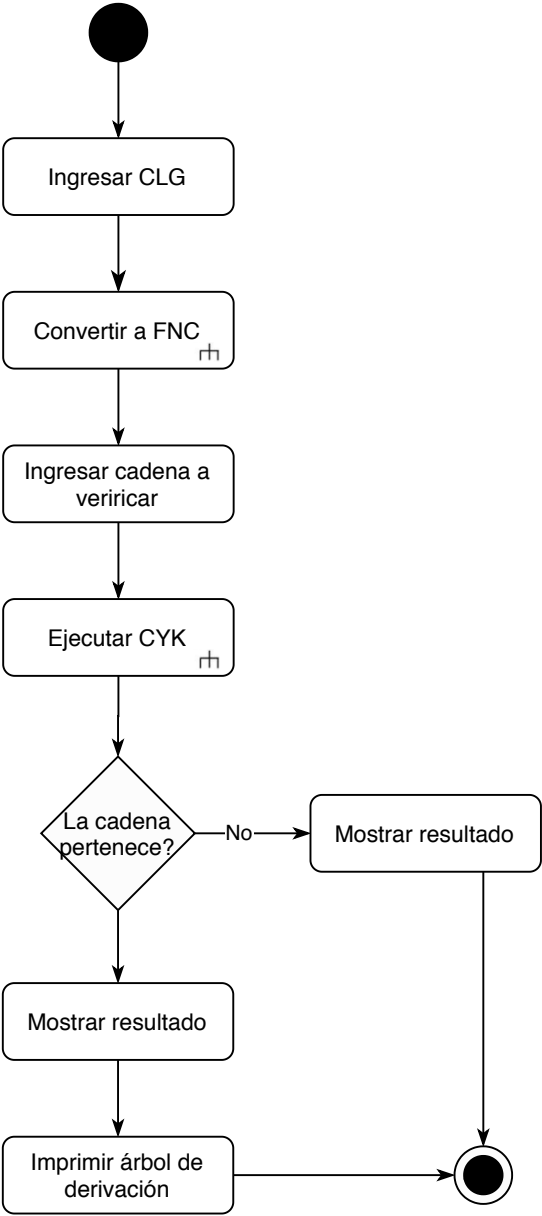 Ingresar CLG
Convertir a FNC
Ingresar cadena a
veriricar
Ejecutar CYK
La cadena
pertenece?
No
Mostrar resultado
Mostrar resultado
Imprimir árbol de
derivación